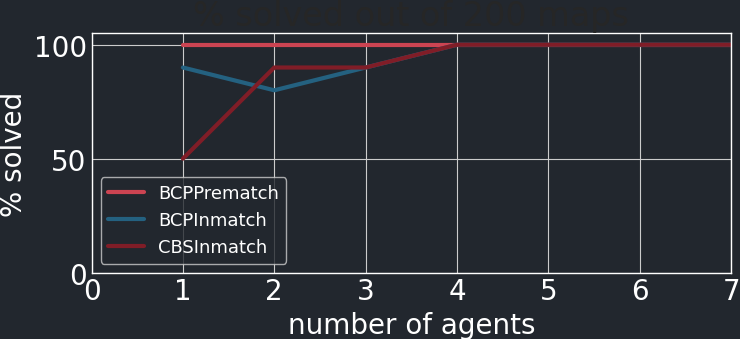 100
50
0
% solved
BCPPrematch
BCPInmatch
CBSInmatch
0 1 2 3 4 5 6 7
number of agents